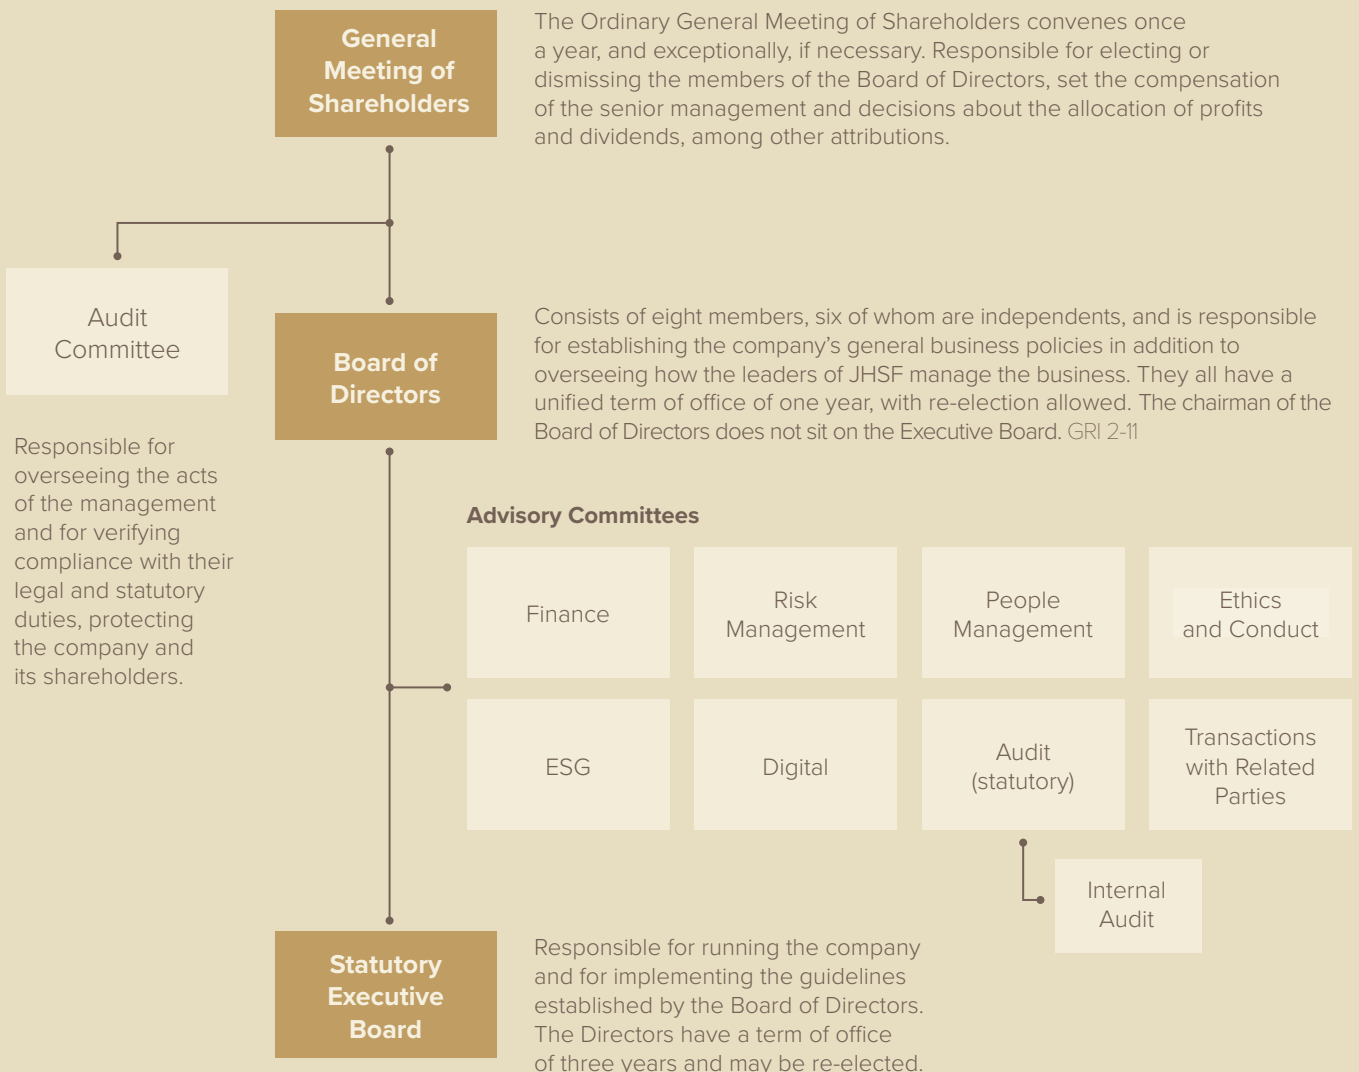 General
Meeting of
Shareholders
The Ordinary General Meeting of Shareholders convenes once
a year, and exceptionally, if necessary. Responsible for electing or
dismissing the members of the Board of Directors, set the compensation
of the senior management and decisions about the allocation of profits
and dividends, among other attributions.
Audit
Committee
Responsible for
overseeing the acts
of the management
and for verifying
compliance with their
legal and statutory
duties, protecting
the company and
its shareholders.
Board of
Directors
Consists of eight members, six of whom are independents, and is responsible
for establishing the company’s general business policies in addition to
overseeing how the leaders of JHSF manage the business. They all have a
unified term of office of one year, with re-election allowed. The chairman of the
Board of Directors does not sit on the Executive Board. GRI 2-11
Advisory Committees
Finance
Risk
Management
People
Management
Ethics
and Conduct
ESG
Digital
Audit
(statutory)
Transactions
with Related
Parties
Internal
Audit
Statutory
Executive
Board
Responsible for running the company
and for implementing the guidelines
established by the Board of Directors.
The Directors have a term of office
of three years and may be re-elected.